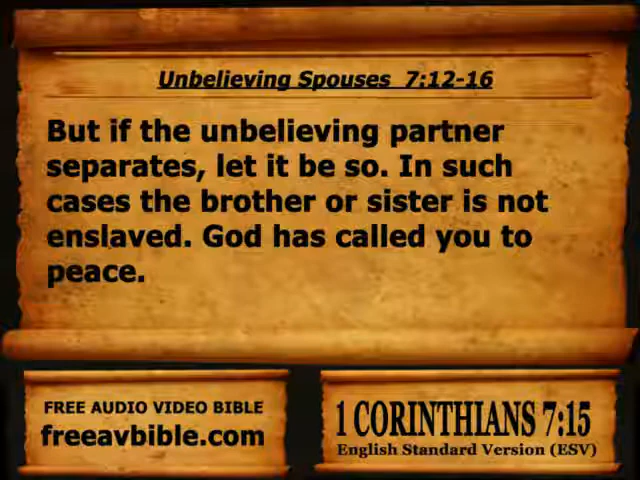 Unbelieving Spouses 7:12-16
But if the unbelieving partner
separates, let it be so. In such
cases the brother or sister is not
enslaved. God has called you to
peace.
FREE AUDIO VIDEO BIBLE
freeavbible.com
1 CORINTHIANS 7:15
English Standard Version (ESV)